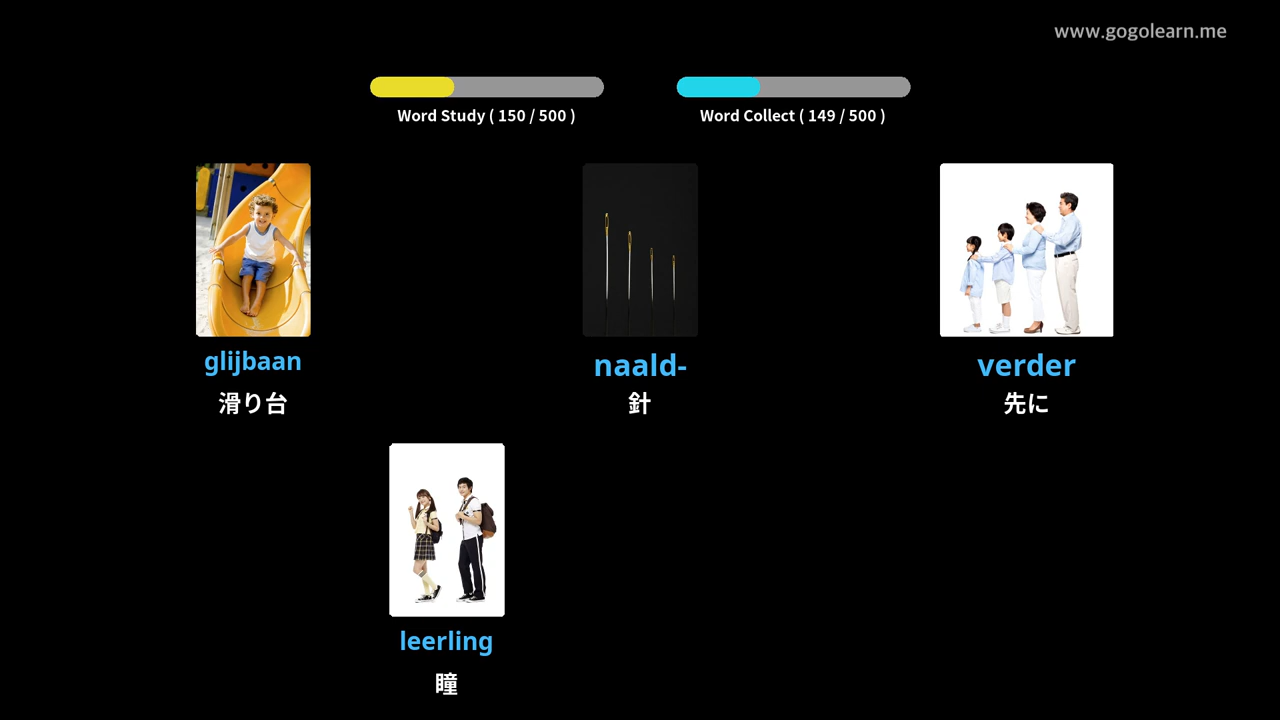 www.gogolearn.me
Word Study ( 150 / 500 )
Word Collect ( 149 / 500 )
glijbaan
滑り台
naald-
針
verder
先に
leerling
瞳